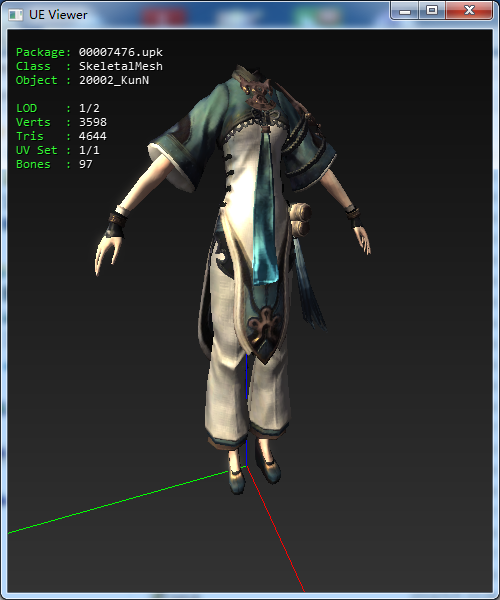 UE Viewer
Package: 00007476.upk
Class : SkeletalMesh
Object : 20002_KunN
LOD : 1/2
Verts : 3598
Tris : 4644
UV Set : 1/1
Bones : 97